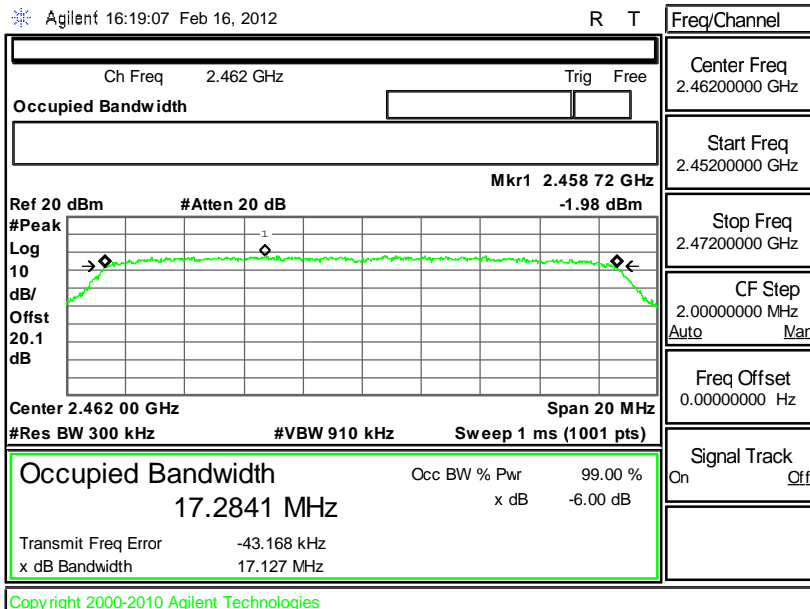 Agilent 16:19:07 Feb 16, 2012 R T
Ch Freq 2.462 GHz Trig Free
Occupied Bandwidth
Mkr1 2.458 72 GHz
Ref 20 dBm #Atten 20 dB -1.98 dBm
#Peak
Log
10
dB/
Offst
20.1
dB
1
Center 2.462 00 GHz Span 20 MHz
#Res BW 300 kHz #VBW 910 kHz Sweep 1 ms (1001 pts)
Occupied Bandwidth
17.2841 MHz
Occ BW % Pwr 99.00 %
x dB -6.00 dB
Transmit Freq Error -43.168 kHz
x dB Bandwidth 17.127 MHz
Copyright 2000-2010 Agilent Technologies
Freq/Channel
Center Freq
2.46200000 GHz
Start Freq
2.45200000 GHz
Stop Freq
2.47200000 GHz
CF Step
2.00000000 MHz
Auto Man
Freq Offset
0.00000000 Hz
Signal Track
On Off